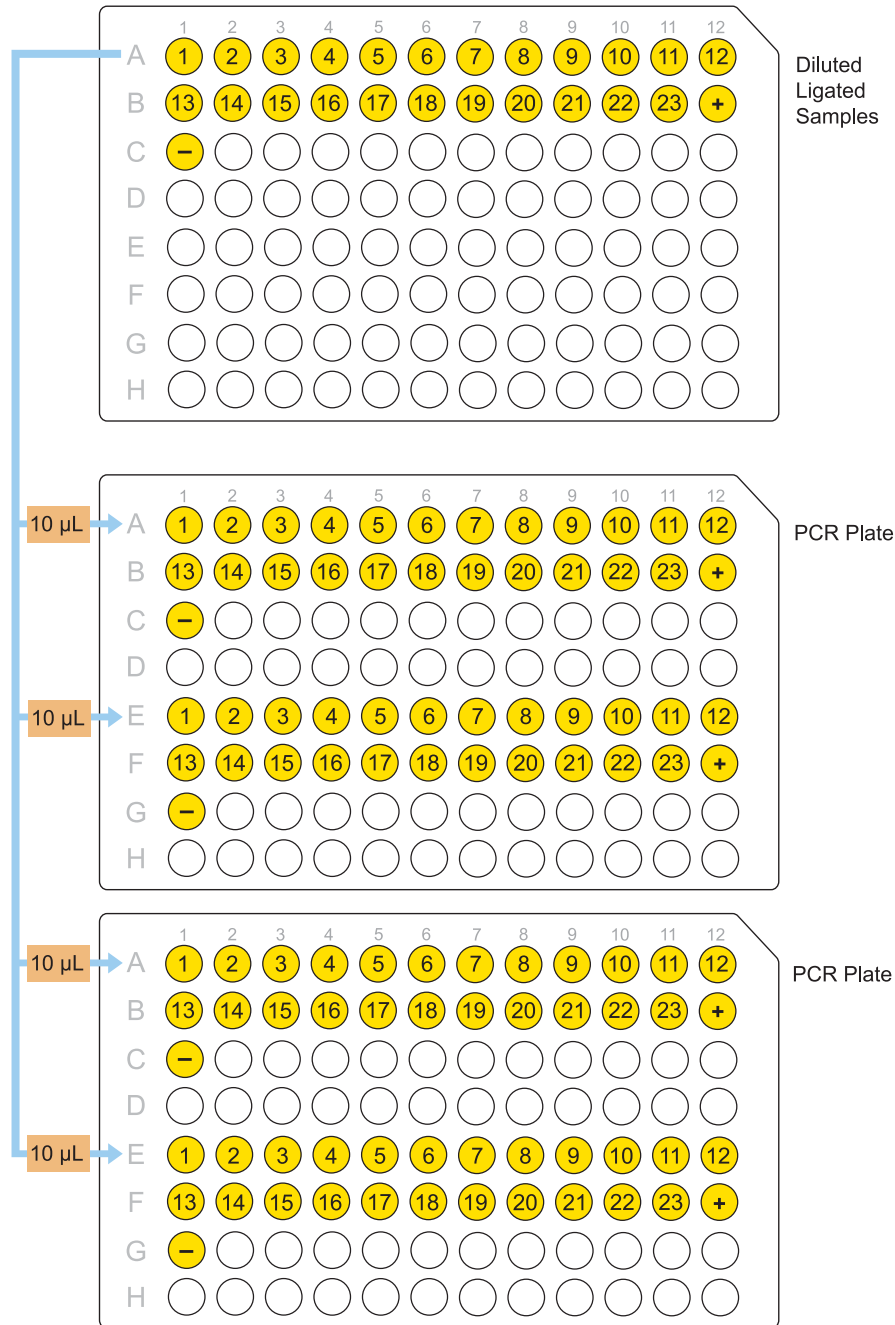 1 2 3 4 5 6 7 8 9 10 11 12
A 1 2 3 4 5 6 7 8 9 10 11 12
B 13 14 15 16 17 18 19 20 21 22 23 +
C −
D
E
F
G
H
Diluted
Ligated
Samples
1 2 3 4 5 6 7 8 9 10 11 12
10 µL A 1 2 3 4 5 6 7 8 9 10 11 12
B 13 14 15 16 17 18 19 20 21 22 23 +
C −
D
10 µL E 1 2 3 4 5 6 7 8 9 10 11 12
F 13 14 15 16 17 18 19 20 21 22 23 +
G −
H
PCR Plate
1 2 3 4 5 6 7 8 9 10 11 12
10 µL A 1 2 3 4 5 6 7 8 9 10 11 12
B 13 14 15 16 17 18 19 20 21 22 23 +
C −
D
10 µL E 1 2 3 4 5 6 7 8 9 10 11 12
F 13 14 15 16 17 18 19 20 21 22 23 +
G −
H
PCR Plate